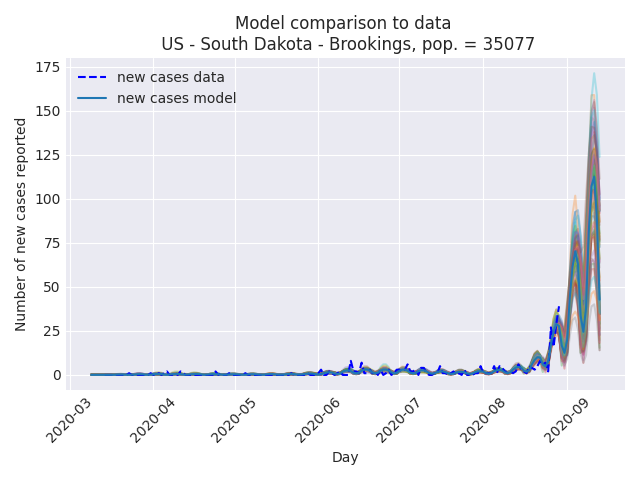 Model comparison to data
US - South Dakota - Brookings, pop. = 35077
new cases data
new cases model
Number of new cases reported
175
150
125
100
75
50
25
0
2020-03
2020-04
2020-05
2020-06
2020-07
2020-08
2020-09
Day